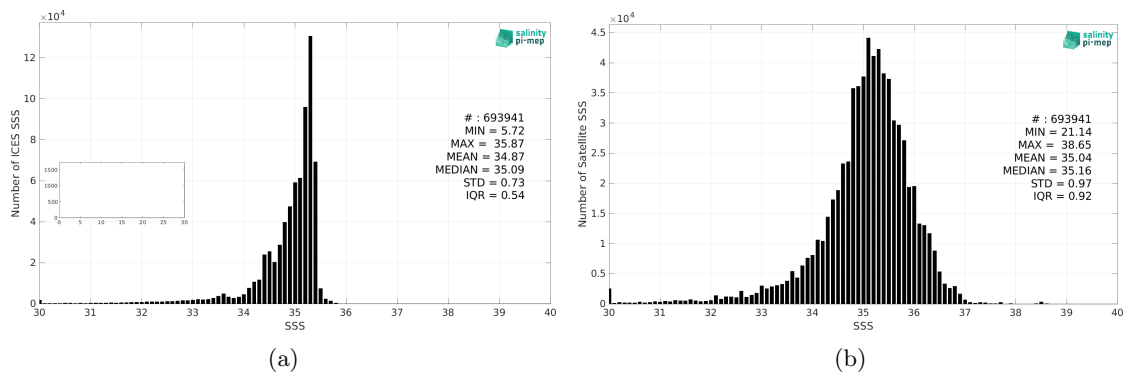 ×10⁴
salinity
pi-mep
# : 693941
MIN = 5.72
MAX = 35.87
MEAN = 34.87
MEDIAN = 35.09
STD = 0.73
IQR = 0.54
Number of ICES SSS
12
10
8
6
4
2
0
1500
1000
500
0
0 5 10 15 20 25 30
30 31 32 33 34 35 36 37 38 39 40
SSS
(a)
×10⁴
salinity
pi-mep
# : 693941
MIN = 21.14
MAX = 38.65
MEAN = 35.04
MEDIAN = 35.16
STD = 0.97
IQR = 0.92
Number of Satellite SSS
4.5
4
3.5
3
2.5
2
1.5
1
0.5
0
30 31 32 33 34 35 36 37 38 39 40
SSS
(b)